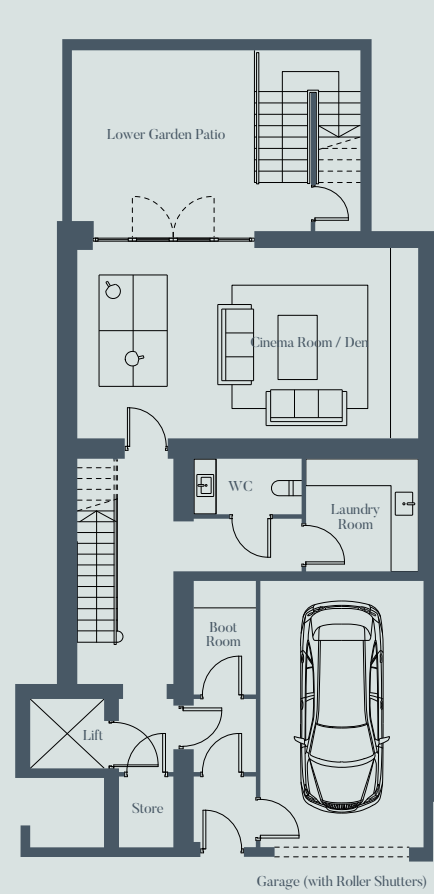 Lower Garden Patio
Cinema Room / Den
WC
Laundry
Room
Boot
Room
Lift
Store
Garage (with Roller Shutters)